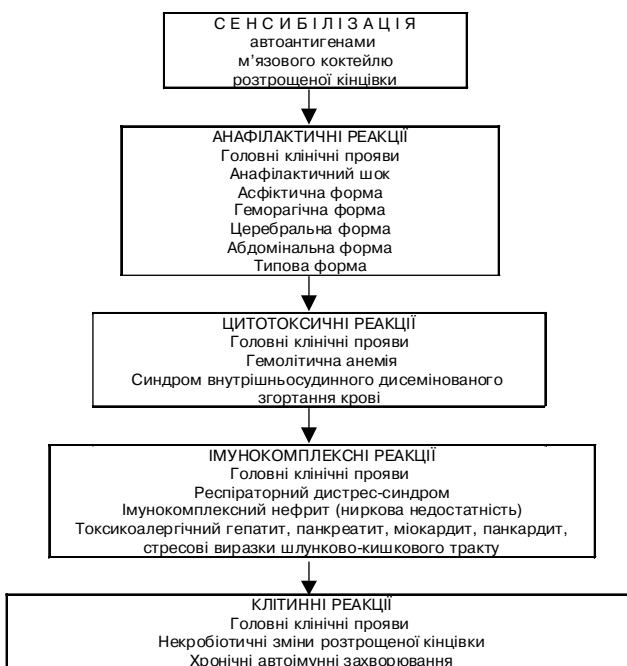 СЕНСИБІЛІЗАЦІЯ
автоантигенами
м’язового коктейлю
розтрощеної кінцівки
АНАФІЛАКТИЧНІ РЕАКЦІЇ
Головні клінічні прояви
Анафілактичний шок
Асфіктична форма
Геморагічна форма
Церебральна форма
Абдомінальна форма
Типова форма
ЦИТОТОКСИЧНІ РЕАКЦІЇ
Головні клінічні прояви
Гемолітична анемія
Синдром внутрішньосудинного дисемінованого
згортання крові
ІМУНОКОМПЛЕКСНІ РЕАКЦІЇ
Головні клінічні прояви
Респіраторний дистрес-синдром
Імунокомплексний нефрит (ниркова недостатність)
Токсикоалергічний гепатит, панкреатит, міокардит, панкардит,
стресові виразки шлунково-кишкового тракту
КЛІТИННІ РЕАКЦІЇ
Головні клінічні прояви
Некробіотичні зміни розтрощеної кінцівки
Хронічні автоімунні захворювання